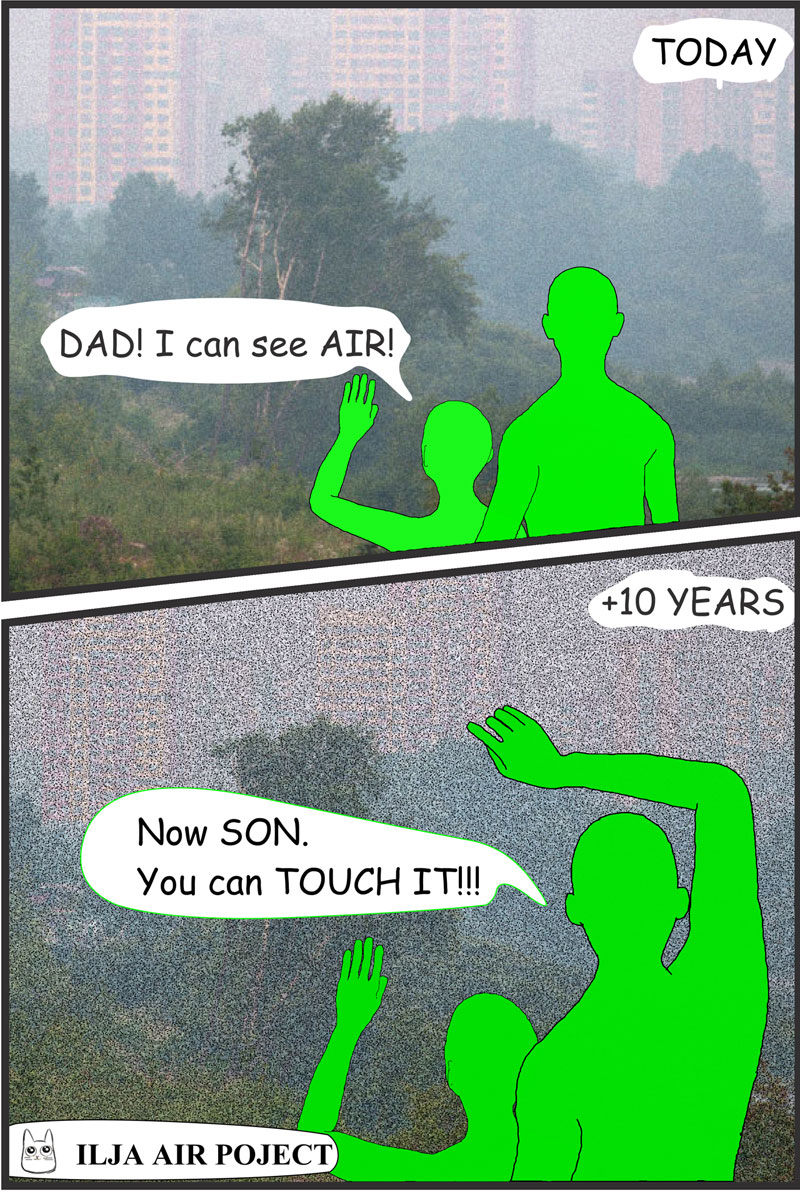 TODAY
DAD! I can see AIR!
+10 YEARS
Now SON.
You can TOUCH IT!!!
ILJA AIR POJECT